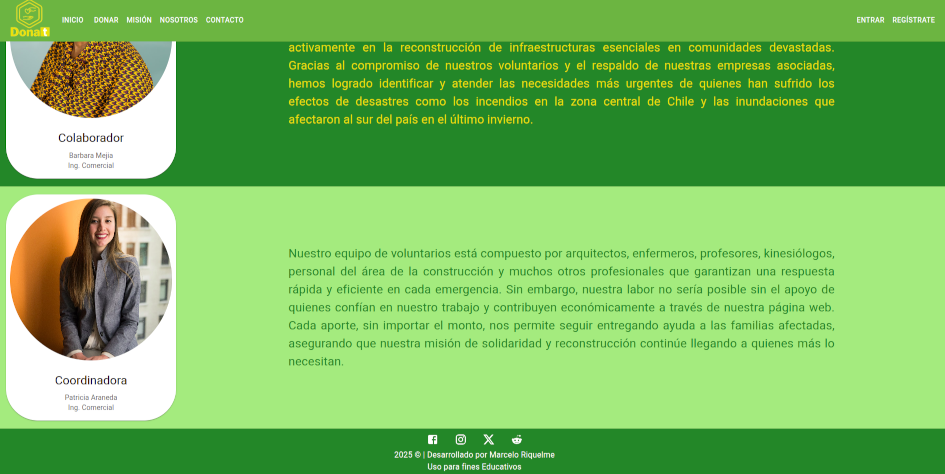 Donait
INICIO DONAR MISIÓN NOSOTROS CONTACTO ENTRAR REGÍSTRATE
activamente en la reconstrucción de infraestructuras esenciales en comunidades devastadas.
Gracias al compromiso de nuestros voluntarios y el respaldo de nuestras empresas asociadas,
hemos logrado identificar y atender las necesidades más urgentes de quienes han sufrido los
efectos de desastres como los incendios en la zona central de Chile y las inundaciones que
afectaron al sur del país en el último invierno.
Colaborador
Barbara Mejia
Ing. Comercial
Nuestro equipo de voluntarios está compuesto por arquitectos, enfermeros, profesores, kinesiólogos,
personal del área de la construcción y muchos otros profesionales que garantizan una respuesta
rápida y eficiente en cada emergencia. Sin embargo, nuestra labor no sería posible sin el apoyo de
quienes confían en nuestro trabajo y contribuyen económicamente a través de nuestra página web.
Cada aporte, sin importar el monto, nos permite seguir entregando ayuda a las familias afectadas,
asegurando que nuestra misión de solidaridad y reconstrucción continúe llegando a quienes más lo
necesitan.
Coordinadora
Patricia Araneda
Ing. Comercial
2025 © | Desarrollado por Marcelo Riquelme
Uso para fines Educativos